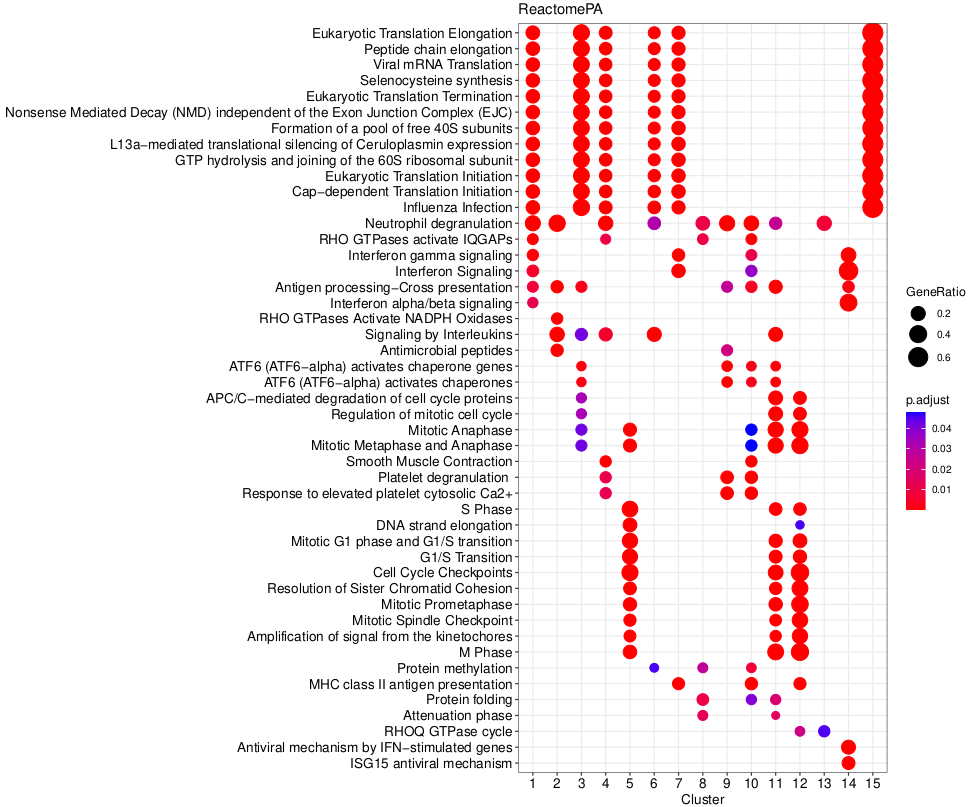 ReactomePA
Eukaryotic Translation Elongation
Peptide chain elongation
Viral mRNA Translation
Selenocysteine synthesis
Eukaryotic Translation Termination
Nonsense Mediated Decay (NMD) independent of the Exon Junction Complex (EJC)
Formation of a pool of free 40S subunits
L13a−mediated translational silencing of Ceruloplasmin expression
GTP hydrolysis and joining of the 60S ribosomal subunit
Eukaryotic Translation Initiation
Cap−dependent Translation Initiation
Influenza Infection
Neutrophil degranulation
RHO GTPases activate IQGAPs
Interferon gamma signaling
Interferon Signaling
Antigen processing−Cross presentation
Interferon alpha/beta signaling
RHO GTPases Activate NADPH Oxidases
Signaling by Interleukins
Antimicrobial peptides
ATF6 (ATF6−alpha) activates chaperone genes
ATF6 (ATF6−alpha) activates chaperones
APC/C−mediated degradation of cell cycle proteins
Regulation of mitotic cell cycle
Mitotic Anaphase
Mitotic Metaphase and Anaphase
Smooth Muscle Contraction
Platelet degranulation
Response to elevated platelet cytosolic Ca2+
S Phase
DNA strand elongation
Mitotic G1 phase and G1/S transition
G1/S Transition
Cell Cycle Checkpoints
Resolution of Sister Chromatid Cohesion
Mitotic Prometaphase
Mitotic Spindle Checkpoint
Amplification of signal from the kinetochores
M Phase
Protein methylation
MHC class II antigen presentation
Protein folding
Attenuation phase
RHOQ GTPase cycle
Antiviral mechanism by IFN−stimulated genes
ISG15 antiviral mechanism
1 2 3 4 5 6 7 8 9 10 11 12 13 14 15
Cluster
GeneRatio
0.2
0.4
0.6
p.adjust
0.04
0.03
0.02
0.01